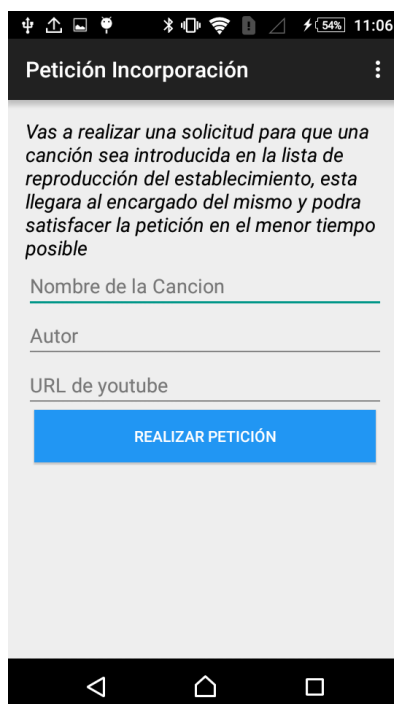 54% 11:06
Petición Incorporación
Vas a realizar una solicitud para que una
canción sea introducida en la lista de
reproducción del establecimiento, esta
llegara al encargado del mismo y podra
satisfacer la petición en el menor tiempo
posible
Nombre de la Cancion
Autor
URL de youtube
REALIZAR PETICIÓN